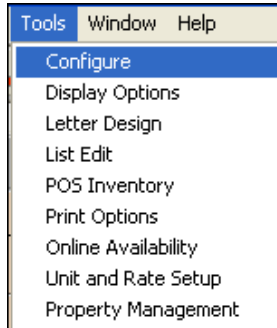 Tools Window Help
Configure
Display Options
Letter Design
List Edit
POS Inventory
Print Options
Online Availability
Unit and Rate Setup
Property Management